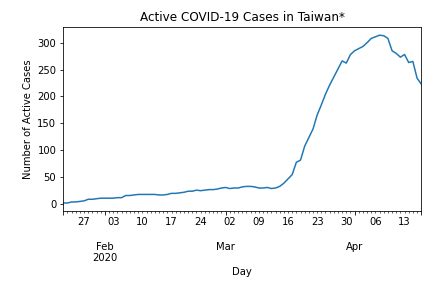 Active COVID-19 Cases in Taiwan*
Number of Active Cases
300
250
200
150
100
50
0
27 03 10 17 24 02 09 16 23 30 06 13
Feb Mar Apr
2020
Day